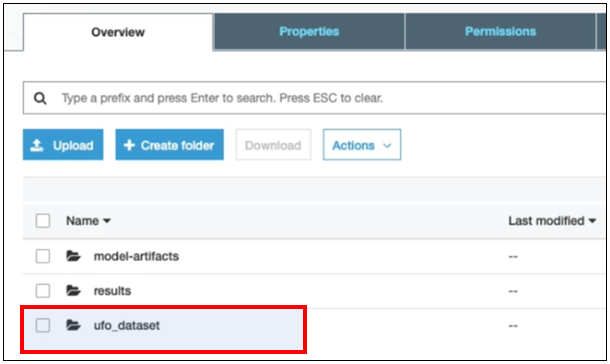 Overview Properties Permissions
Type a prefix and press Enter to search. Press ESC to clear.
Upload + Create folder Download Actions
Name Last modified
model-artifacts --
results --
ufo_dataset --